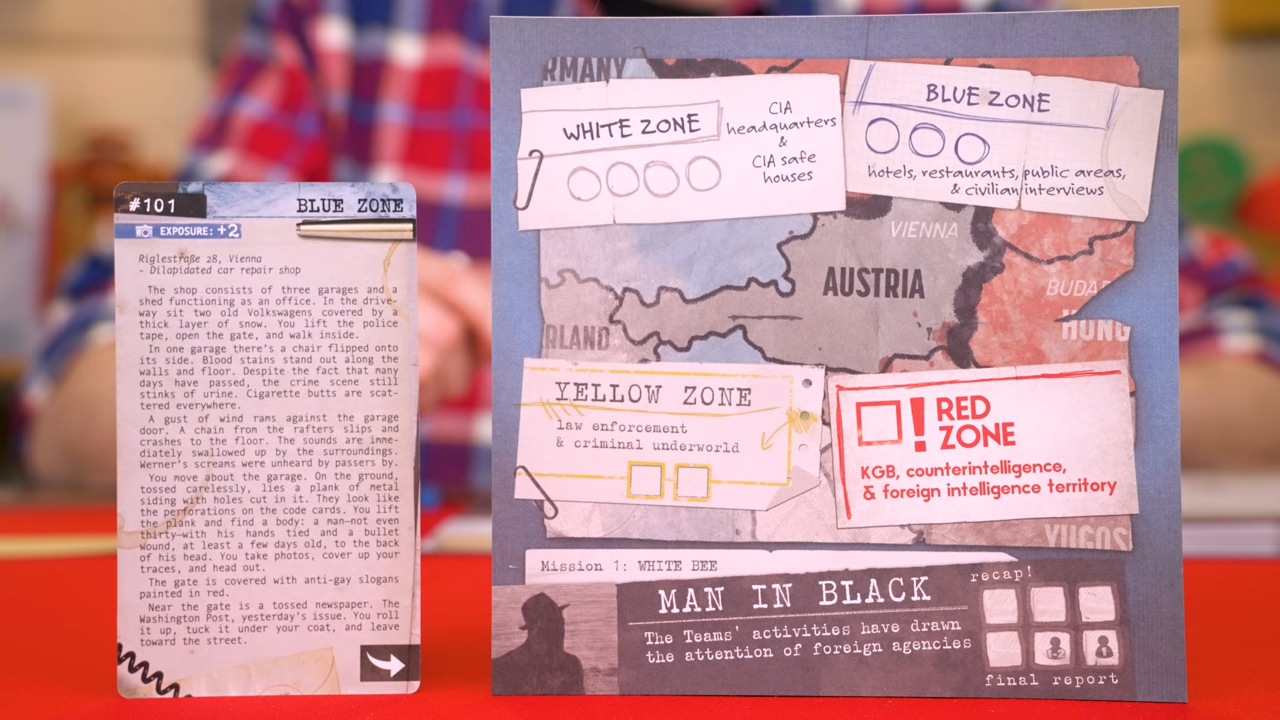 #101
BLUE ZONE
EXPOSURE: +2
Riglestraße 28, Vienna
- Dilapidated car repair shop
The shop consists of three garages and a
shed functioning as an office. In the drive-
way sit two old Volkswagens covered by a
thick layer of snow. You lift the police
tape, open the gate, and walk inside.
In one garage there's a chair flipped onto
its side. Blood stains stand out along the
walls and floor. Despite the fact that many
days have passed, the crime scene still
stinks of urine. Cigarette butts are scat-
tered everywhere.
A gust of wind rams against the garage
door. A chain from the rafters slips and
crashes to the floor. The sounds are imme-
diately swallowed up by the surroundings.
Werner's screams were unheard by passers by.
You move about the garage. On the ground,
tossed carelessly, lies a plank of metal
siding with holes cut in it. They look like
the perforations on the code cards. You lift
the plank and find a body: a man—not even
thirty—with his hands tied and a bullet
wound, at least a few days old, to the back
of his head. You take photos, cover up your
traces, and head out.
The gate is covered with anti-gay slogans
painted in red.
Near the gate is a tossed newspaper. The
Washington Post, yesterday's issue. You roll
it up, tuck it under your coat, and leave
toward the street.
RMANY
WHITE ZONE
CIA
headquarters
&
CIA safe
houses
BLUE ZONE
hotels, restaurants, public areas,
& civilian interviews
VIENNA
AUSTRIA
BUDAP
HUNG
RLAND
YELLOW ZONE
law enforcement
& criminal underworld
! RED
ZONE
KGB, counterintelligence,
& foreign intelligence territory
YUGOS
Mission 1: WHITE BEE
MAN IN BLACK
The Teams' activities have drawn
the attention of foreign agencies
recap!
1-2
final report